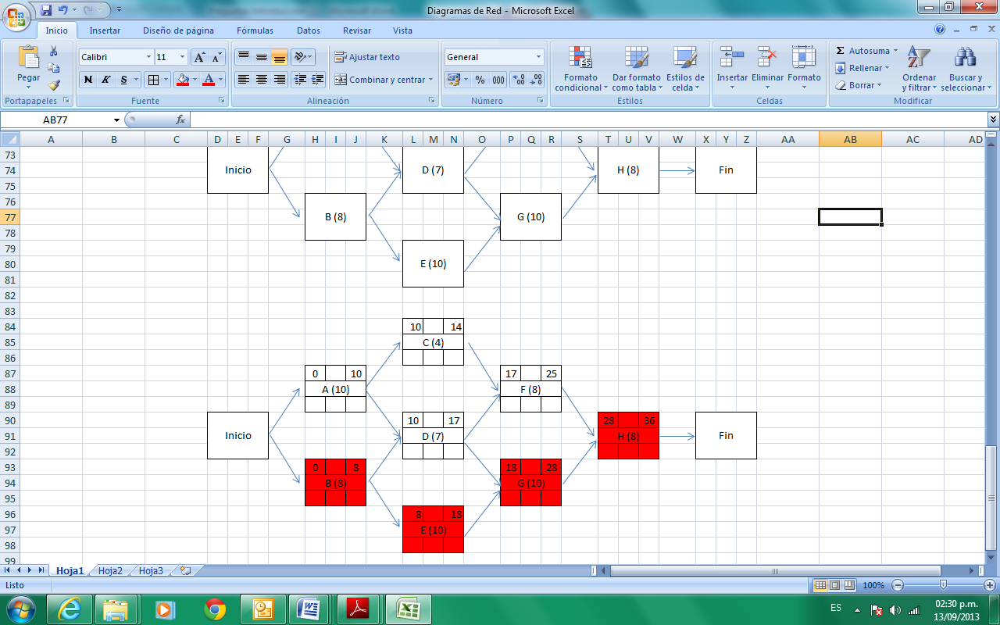 Diagramas de Red - Microsoft Excel
Inicio Insertar Diseño de página Fórmulas Datos Revisar Vista
Pegar
Calibri 11
N K S
Ajustar texto
Combinar y centrar
General
% 000
Formato condicional
Dar formato como tabla
Estilos de celda
Insertar Eliminar Formato
Σ Autosuma
Rellenar
Borrar
Ordenar y filtrar
Buscar y seleccionar
Portapapeles Fuente Alineación Número Estilos Celdas Modificar
AB77 fx
A B C D E F G H I J K L M N O P Q R S T U V W X Y Z AA AB AC AD
73
74 Inicio D (7) H (8) Fin
75
76
77 B (8) G (10)
78
79
80 E (10)
81
82
83
84 10 14
85 C (4)
86
87 0 10 17 25
88 A (10) F (8)
89
90 10 17 28 36
91 Inicio D (7) H (8) Fin
92
93 0 8 18 28
94 B (8) G (10)
95
96 8 18
97 E (10)
98
99
Hoja1 Hoja2 Hoja3
Listo 100%
ES 02:30 p.m.
13/09/2013